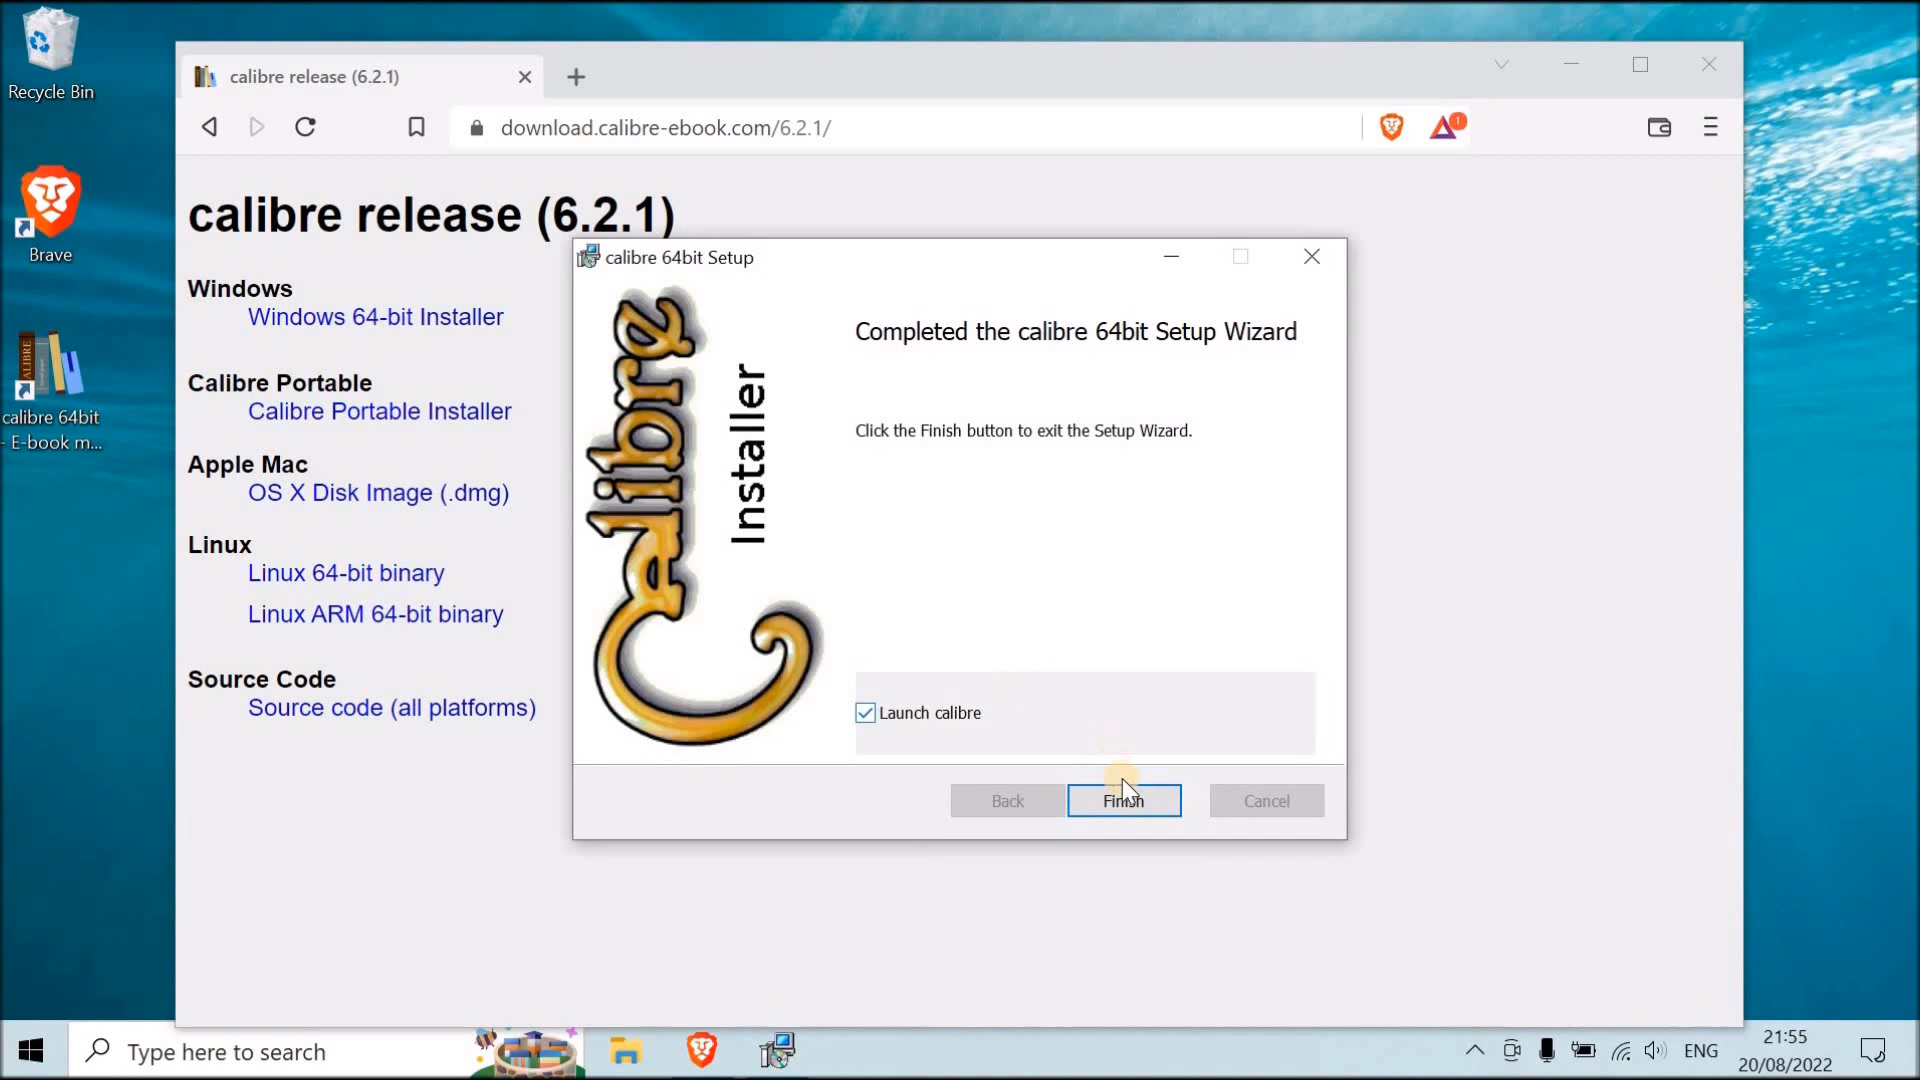 Recycle Bin
Brave
CALIBRE
calibre 64bit
- E-book m...
calibre release (6.2.1)
download.calibre-ebook.com/6.2.1/
1
calibre release (6.2.1)
Windows
Windows 64-bit Installer
Calibre Portable
Calibre Portable Installer
Apple Mac
OS X Disk Image (.dmg)
Linux
Linux 64-bit binary
Linux ARM 64-bit binary
Source Code
Source code (all platforms)
calibre 64bit Setup
Calibre
Installer
Completed the calibre 64bit Setup Wizard
Click the Finish button to exit the Setup Wizard.
Launch calibre
Back
Finish
Cancel
Type here to search
ENG
21:55
20/08/2022